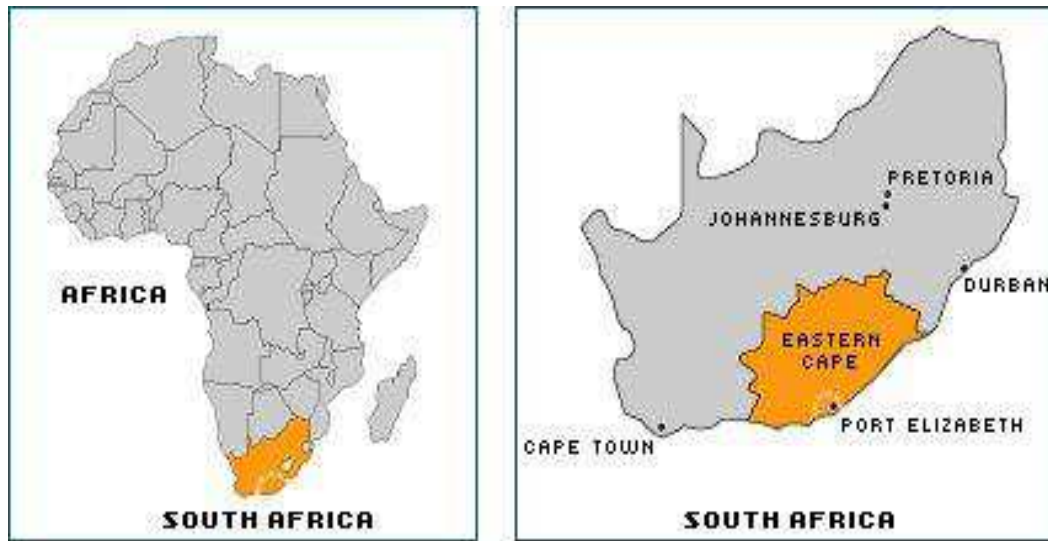 AFRICA
SOUTH AFRICA
PRETORIA
JOHANNESBURG
DURBAN
EASTERN
CAPE
PORT ELIZABETH
CAPE TOWN
SOUTH AFRICA